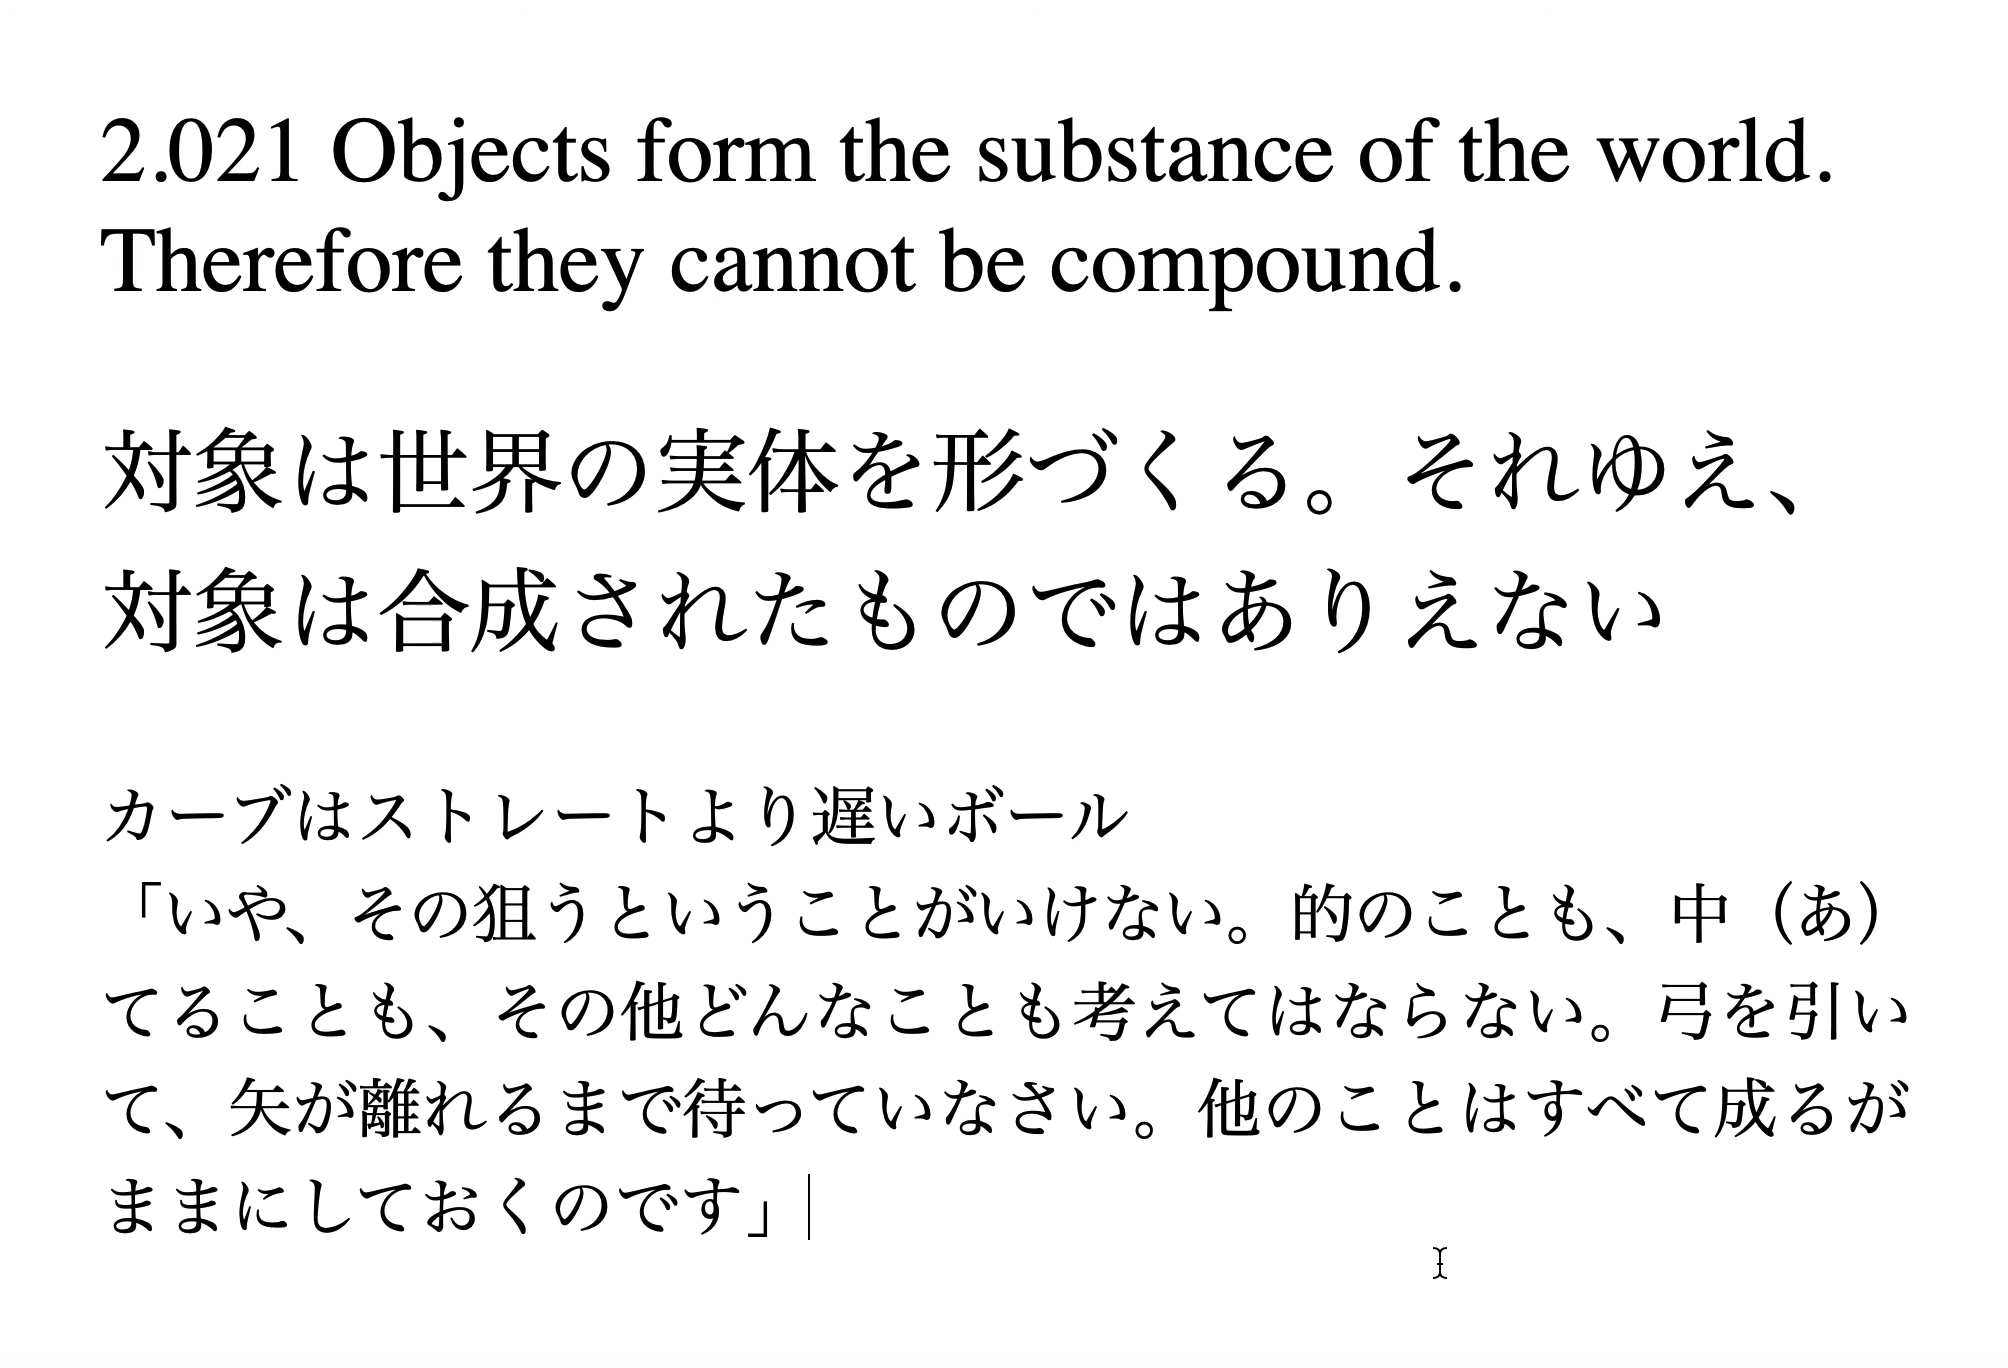 2.021 Objects form the substance of the world.
Therefore they cannot be compound.
対象は世界の実体を形づくる。それゆえ、
対象は合成されたものではありえない
カーブはストレートより遅いボール
「いや、その狙うということがいけない。的のことも、中（あ）
てることも、その他どんなことも考えてはならない。弓を引い
て、矢が離れるまで待っていなさい。他のことはすべて成るが
ままにしておくのです」